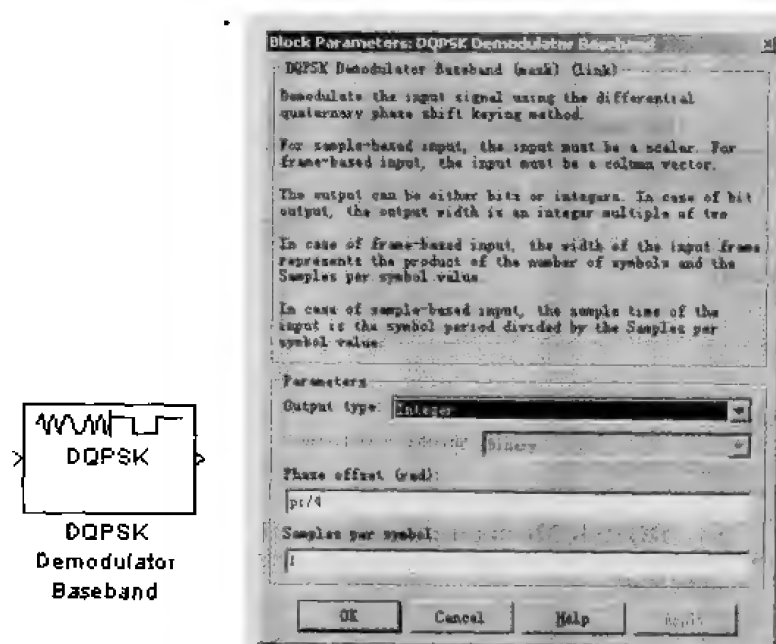 Block Parameters: DQPSK Demodulator Baseband
DQPSK Demodulator Baseband (mask) (link)
Demodulate the input signal using the differential
quaternary phase shift keying method.
For sample-based input, the input must be a scalar. For
frame-based input, the input must be a column vector.
The output can be either bits or integers. In case of bit
output, the output width is an integer multiple of two
In case of frame-based input, the width of the input frame
represents the product of the number of symbols and the
Samples per symbol value.
In case of sample-based input, the sample time of the
input is the symbol period divided by the Samples per
symbol value.
Parameters
Output type: Integer
Binary
Phase offset (rad):
pi/4
Samples per symbol:
1
OK Cancel Help Apply
DQPSK
DQPSK
Demodulator
Baseband